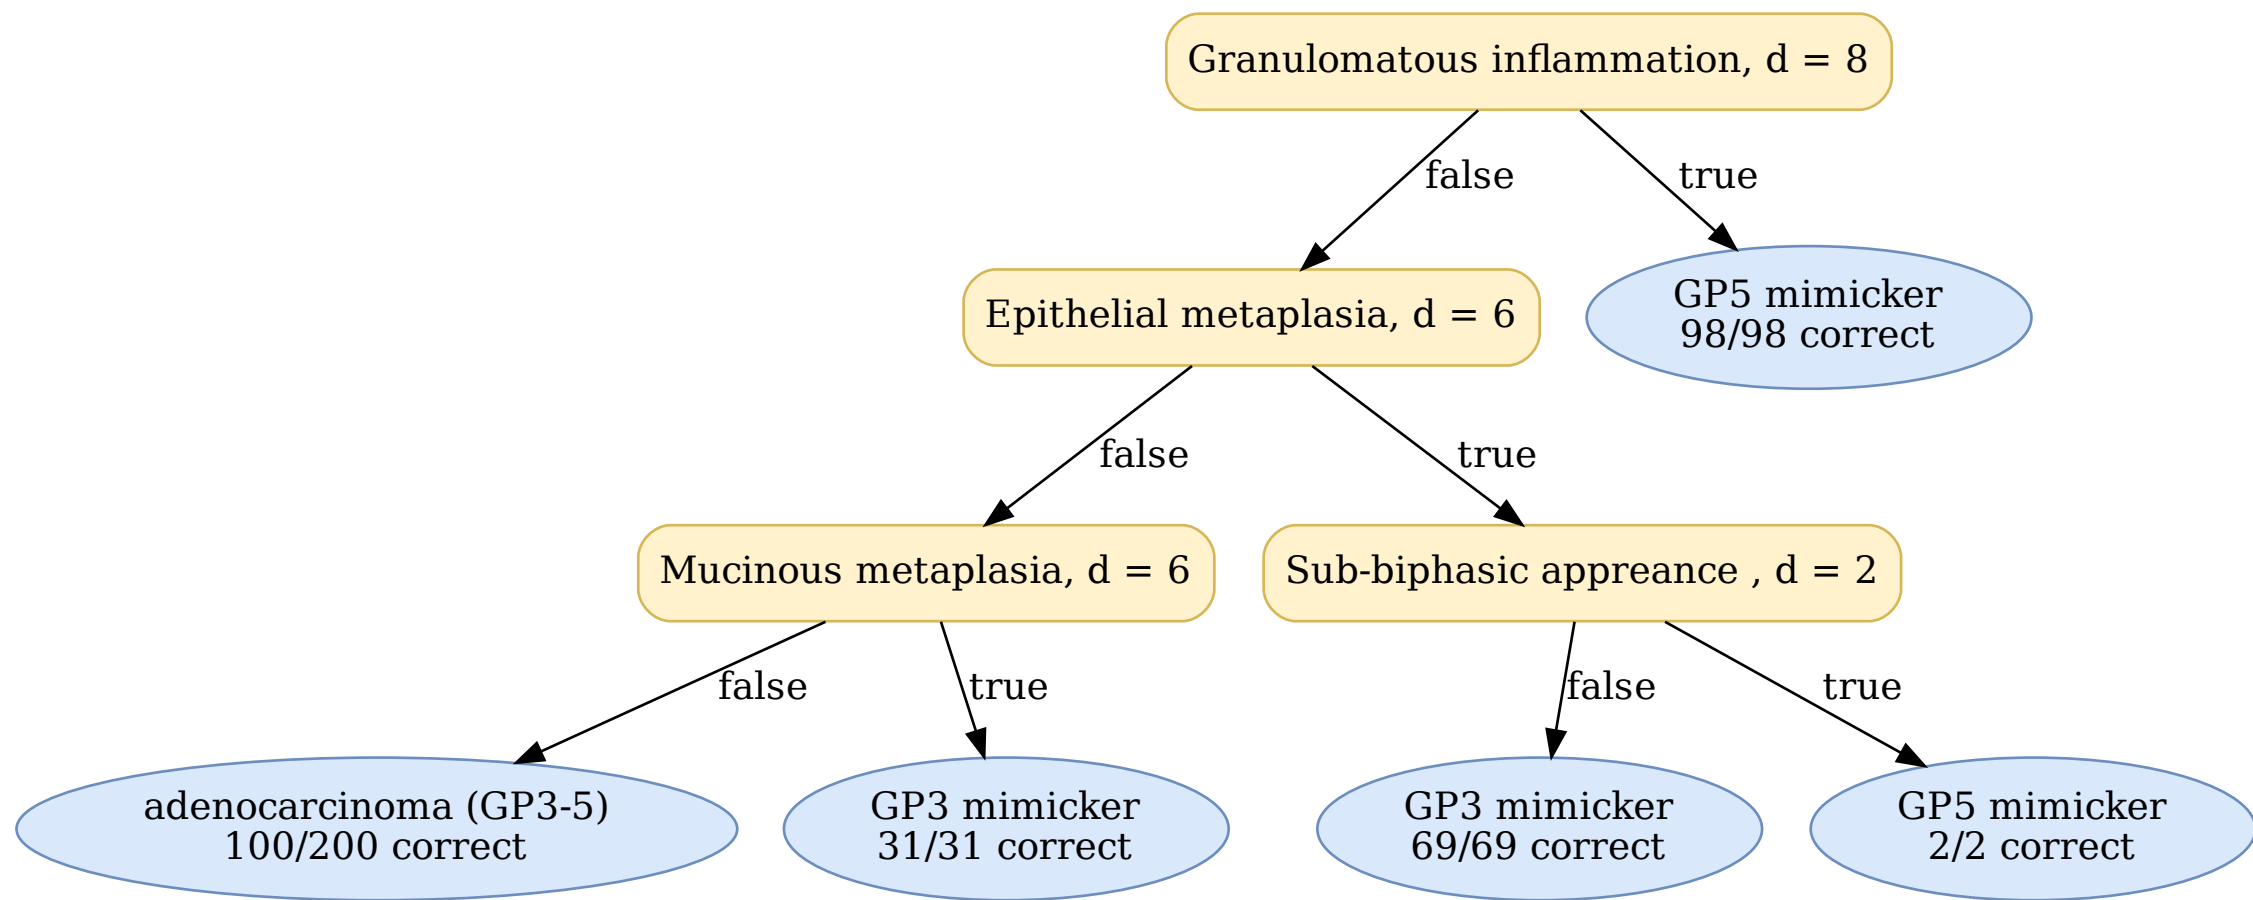 Granulomatous inflammation, d = 8
false
true
Epithelial metaplasia, d = 6
GP5 mimicker
98/98 correct
false
true
Mucinous metaplasia, d = 6
Sub-biphasic appreance , d = 2
false
true
false
true
adenocarcinoma (GP3-5)
100/200 correct
GP3 mimicker
31/31 correct
GP3 mimicker
69/69 correct
GP5 mimicker
2/2 correct